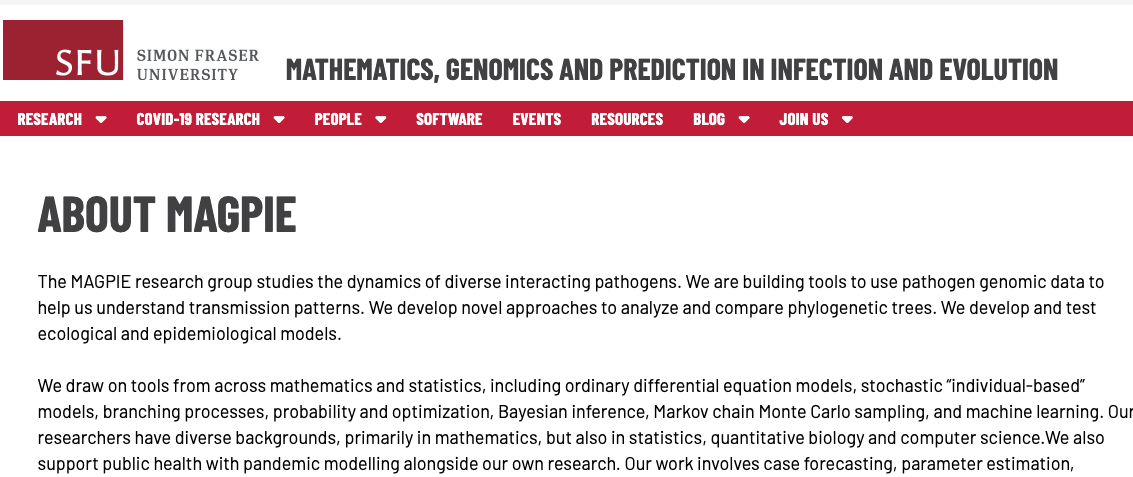 SFU SIMON FRASER
UNIVERSITY
MATHEMATICS, GENOMICS AND PREDICTION IN INFECTION AND EVOLUTION
RESEARCH COVID-19 RESEARCH PEOPLE SOFTWARE EVENTS RESOURCES BLOG JOIN US
ABOUT MAGPIE
The MAGPIE research group studies the dynamics of diverse interacting pathogens. We are building tools to use pathogen genomic data to
help us understand transmission patterns. We develop novel approaches to analyze and compare phylogenetic trees. We develop and test
ecological and epidemiological models.
We draw on tools from across mathematics and statistics, including ordinary differential equation models, stochastic “individual-based”
models, branching processes, probability and optimization, Bayesian inference, Markov chain Monte Carlo sampling, and machine learning. Our
researchers have diverse backgrounds, primarily in mathematics, but also in statistics, quantitative biology and computer science.We also
support public health with pandemic modelling alongside our own research. Our work involves case forecasting, parameter estimation,